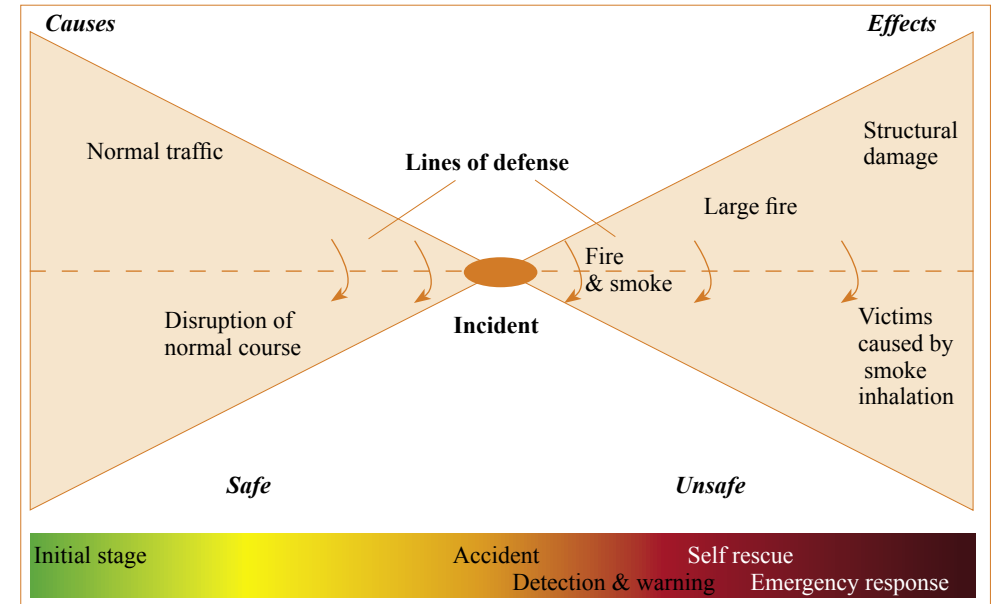 Causes
Effects
Normal traffic
Lines of defense
Structural
damage
Large fire
Fire
& smoke
Disruption of
normal course
Incident
Victims
caused by
smoke
inhalation
Safe
Unsafe
Initial stage
Accident
Self rescue
Detection & warning
Emergency response